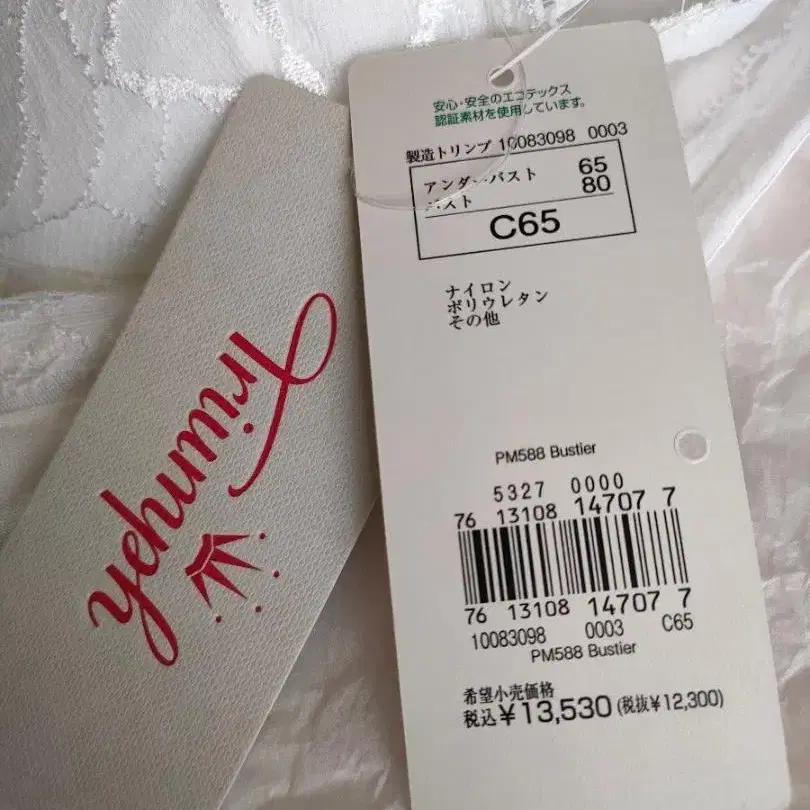 Triumph
安心・安全のエコテックス
認証素材を使用しています。
製造トリンプ 10083098 0003
アンダーバスト 65
バスト 80
C65
ナイロン
ポリウレタン
その他
PM588 Bustier
5327 0000
76 13108 14707 7
76 13108 14707 7
10083098 0003 C65
PM588 Bustier
希望小売価格
税込¥13,530(税抜¥12,300)